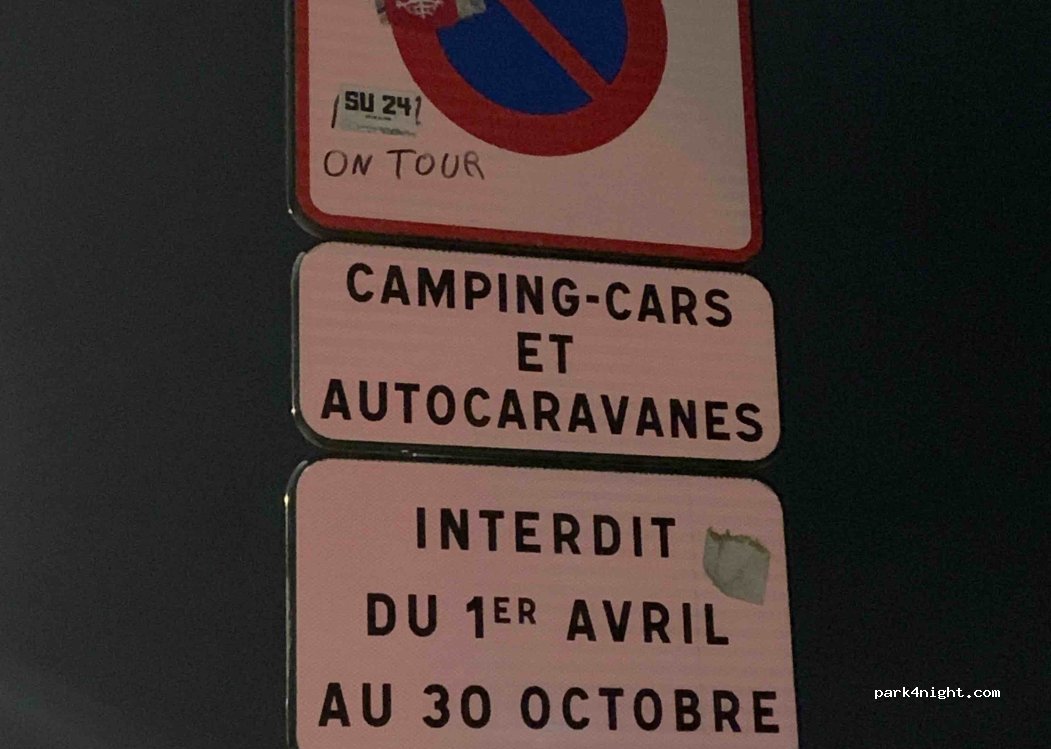 SU 24
ON TOUR
CAMPING-CARS
ET
AUTOCARAVANES
INTERDIT
DU 1ER AVRIL
AU 30 OCTOBRE
park4night.com